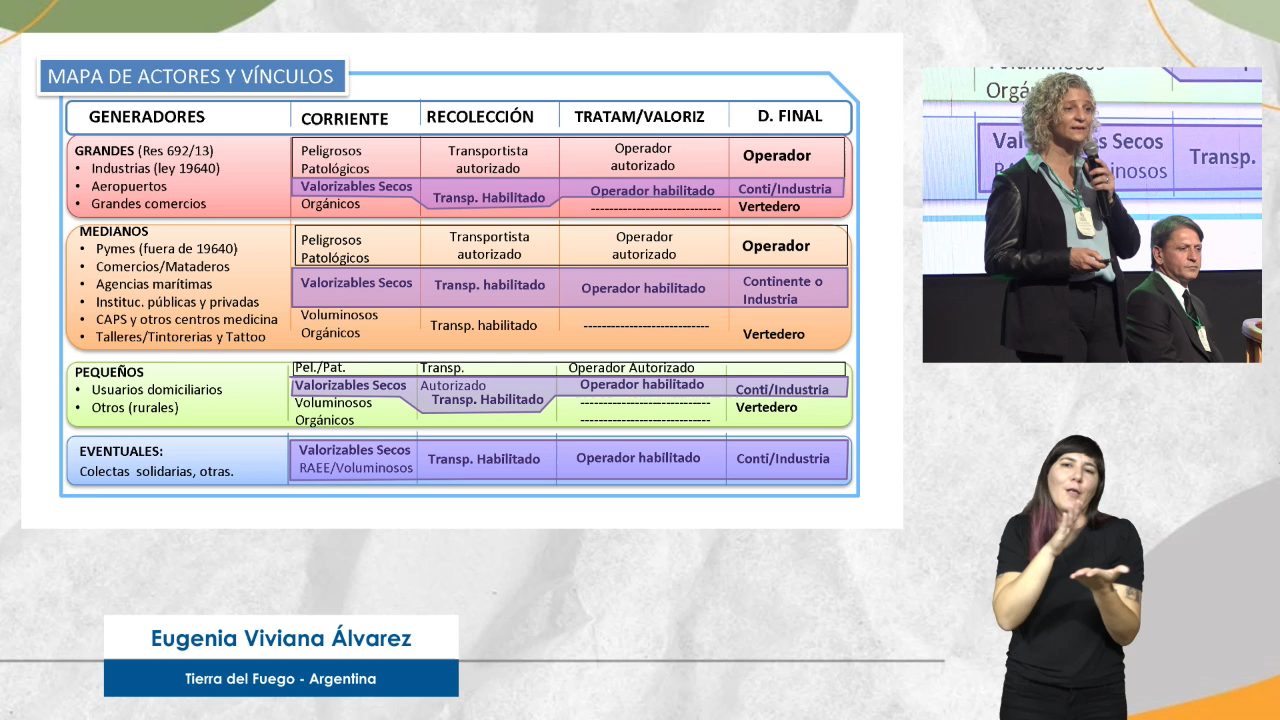 MAPA DE ACTORES Y VÍNCULOS
GENERADORES CORRIENTE RECOLECCIÓN TRATAM/VALORIZ D. FINAL
GRANDES (Res 692/13)
• Industrias (ley 19640)
• Aeropuertos
• Grandes comercios
Peligrosos
Patológicos
Valorizables Secos
Orgánicos
Transportista
autorizado
Transp. Habilitado
Operador
autorizado
Operador habilitado
------------------------------
Operador
Conti/Industria
Vertedero
MEDIANOS
• Pymes (fuera de 19640)
• Comercios/Mataderos
• Agencias marítimas
• Instituc. públicas y privadas
• CAPS y otros centros medicina
• Talleres/Tintorerias y Tattoo
Peligrosos
Patológicos
Valorizables Secos
Voluminosos
Orgánicos
Transportista
autorizado
Transp. habilitado
Transp. habilitado
Operador
autorizado
Operador habilitado
-----------------------------
Operador
Continente o
Industria
Vertedero
PEQUEÑOS
• Usuarios domiciliarios
• Otros (rurales)
Pel./Pat.
Valorizables Secos
Voluminosos
Orgánicos
Transp.
Autorizado
Transp. Habilitado
Operador Autorizado
Operador habilitado
------------------------------
------------------------------
Conti/Industria
Vertedero
EVENTUALES:
Colectas solidarias, otras.
Valorizables Secos
RAEE/Voluminosos
Transp. Habilitado
Operador habilitado
Conti/Industria
Orgá
Secos
Transp.
Eugenia Viviana Álvarez
Tierra del Fuego - Argentina